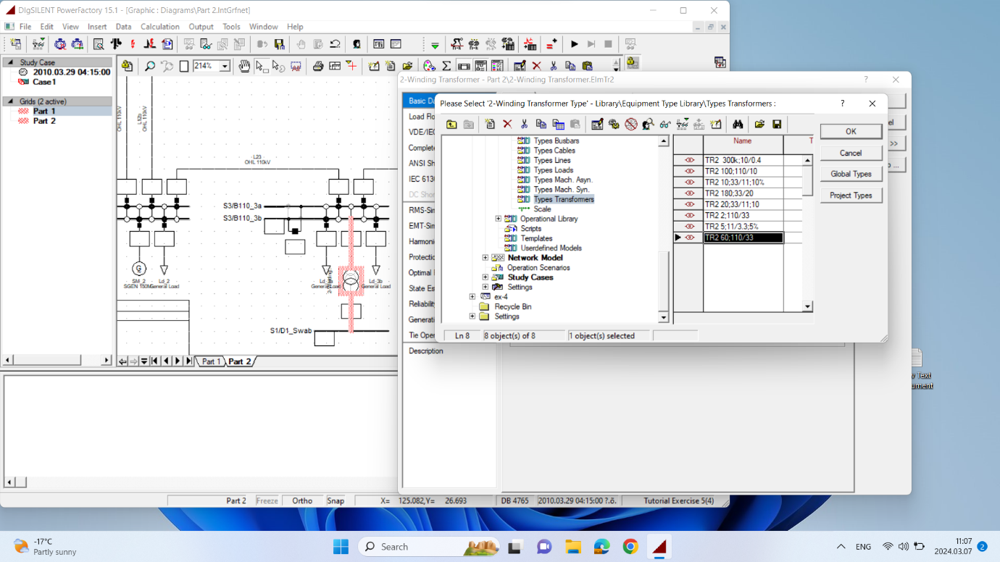 DIgSILENT PowerFactory 15.1 - [Graphic : Diagrams\Part 2.IntGrfnet]
File Edit View Insert Data Calculation Output Tools Window Help
214%
Study Case
2010.03.29 04:15:00
Case1
Grids (2 active)
Part 1
Part 2
OHL 110kV
L12b
OHL 110kV
L23
OHL 110kV
S3/B110_3a
S3/B110_3b
G
SM_2
SGEN 150M
Ld_2
General Load
General Load
Ld_3b
General Load
S1/D1_Swab
Part 1 Part 2
2-Winding Transformer - Part 2\2-Winding Transformer.ElmTr2
Basic Da
Load Flo
VDE/IEC
Complete
ANSI Sh
IEC 6136
DC Short
RMS-Sim
EMT-Sim
Harmonic
Protectio
Optimal
State Es
Reliability
Generati
Tie Oper
Description
Please Select '2-Winding Transformer Type' - Library\Equipment Type Library\Types Transformers :
Types Busbars
Types Cables
Types Lines
Types Loads
Types Mach. Asyn.
Types Mach. Syn.
Types Transformers
Scale
Operational Library
Scripts
Templates
Userdefined Models
Network Model
Operation Scenarios
Study Cases
Settings
ex-4
Recycle Bin
Settings
Name T
TR2 300k;10/0.4
TR2 100;110/10
TR2 10;33/11;10%
TR2 180;33/20
TR2 20;33/11;10
TR2 2;110/33
TR2 5;11/3.3;5%
TR2 60;110/33
OK
Cancel
Global Types
Project Types
Ln 8 8 object(s) of 8 1 object(s) selected
el
>>
Part 2 Freeze Ortho Snap X= 125.082,Y= 26.693 DB 4765 2010.03.29 04:15:00 ?.õ. Tutorial Exercise 5(4)
-17°C
Partly sunny
Search
ENG
11:07
2024.03.07
2